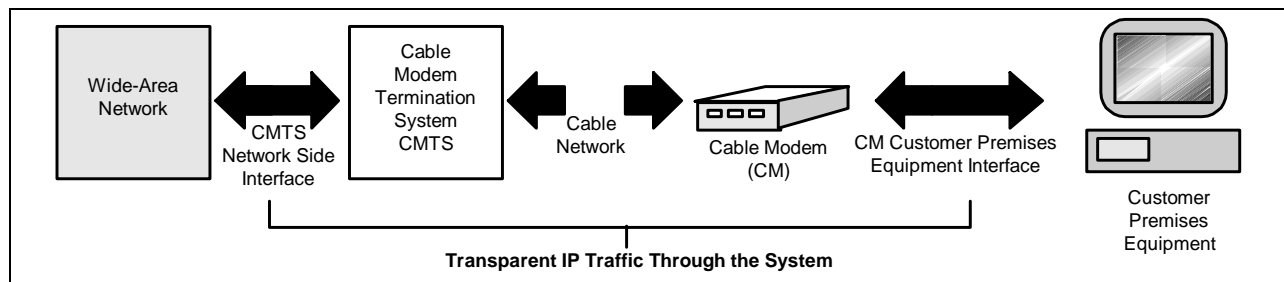 Wide-Area
Network
CMTS
Network Side
Interface
Cable
Modem
Termination
System
CMTS
Cable
Network
Cable Modem
(CM)
CM Customer Premises
Equipment Interface
Customer
Premises
Equipment
Transparent IP Traffic Through the System